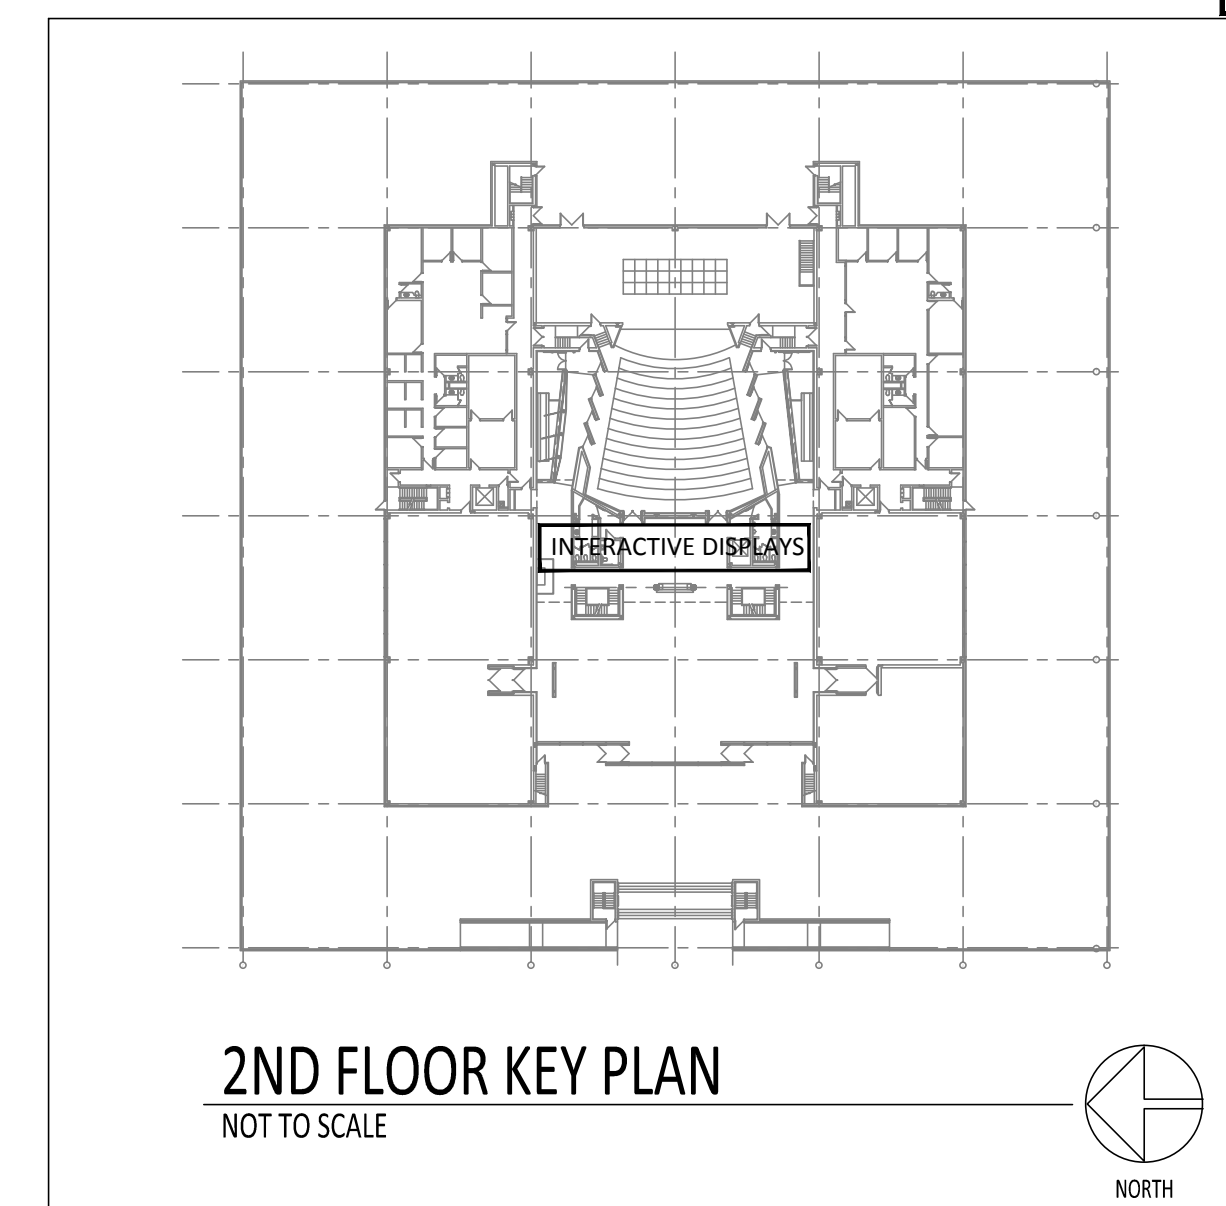 INTERACTIVE DISPLAYS
2ND FLOOR KEY PLAN
NOT TO SCALE
NORTH